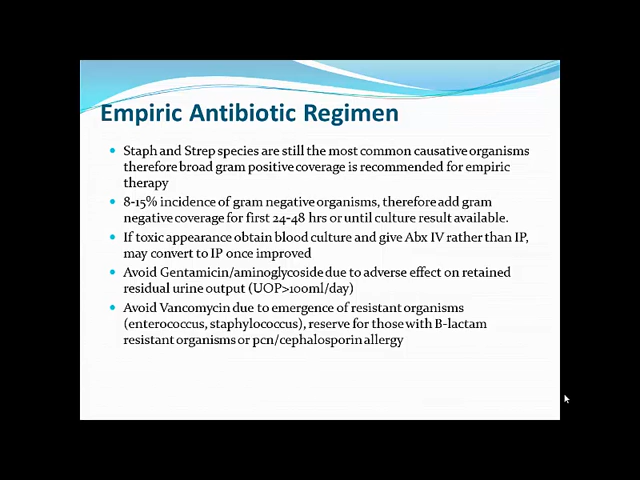 Empiric Antibiotic Regimen
• Staph and Strep species are still the most common causative organisms
therefore broad gram positive coverage is recommended for empiric
therapy
• 8-15% incidence of gram negative organisms, therefore add gram
negative coverage for first 24-48 hrs or until culture result available.
• If toxic appearance obtain blood culture and give Abx IV rather than IP,
may convert to IP once improved
• Avoid Gentamicin/aminoglycoside due to adverse effect on retained
residual urine output (UOP>100ml/day)
• Avoid Vancomycin due to emergence of resistant organisms
(enterococcus, staphylococcus), reserve for those with B-lactam
resistant organisms or pcn/cephalosporin allergy